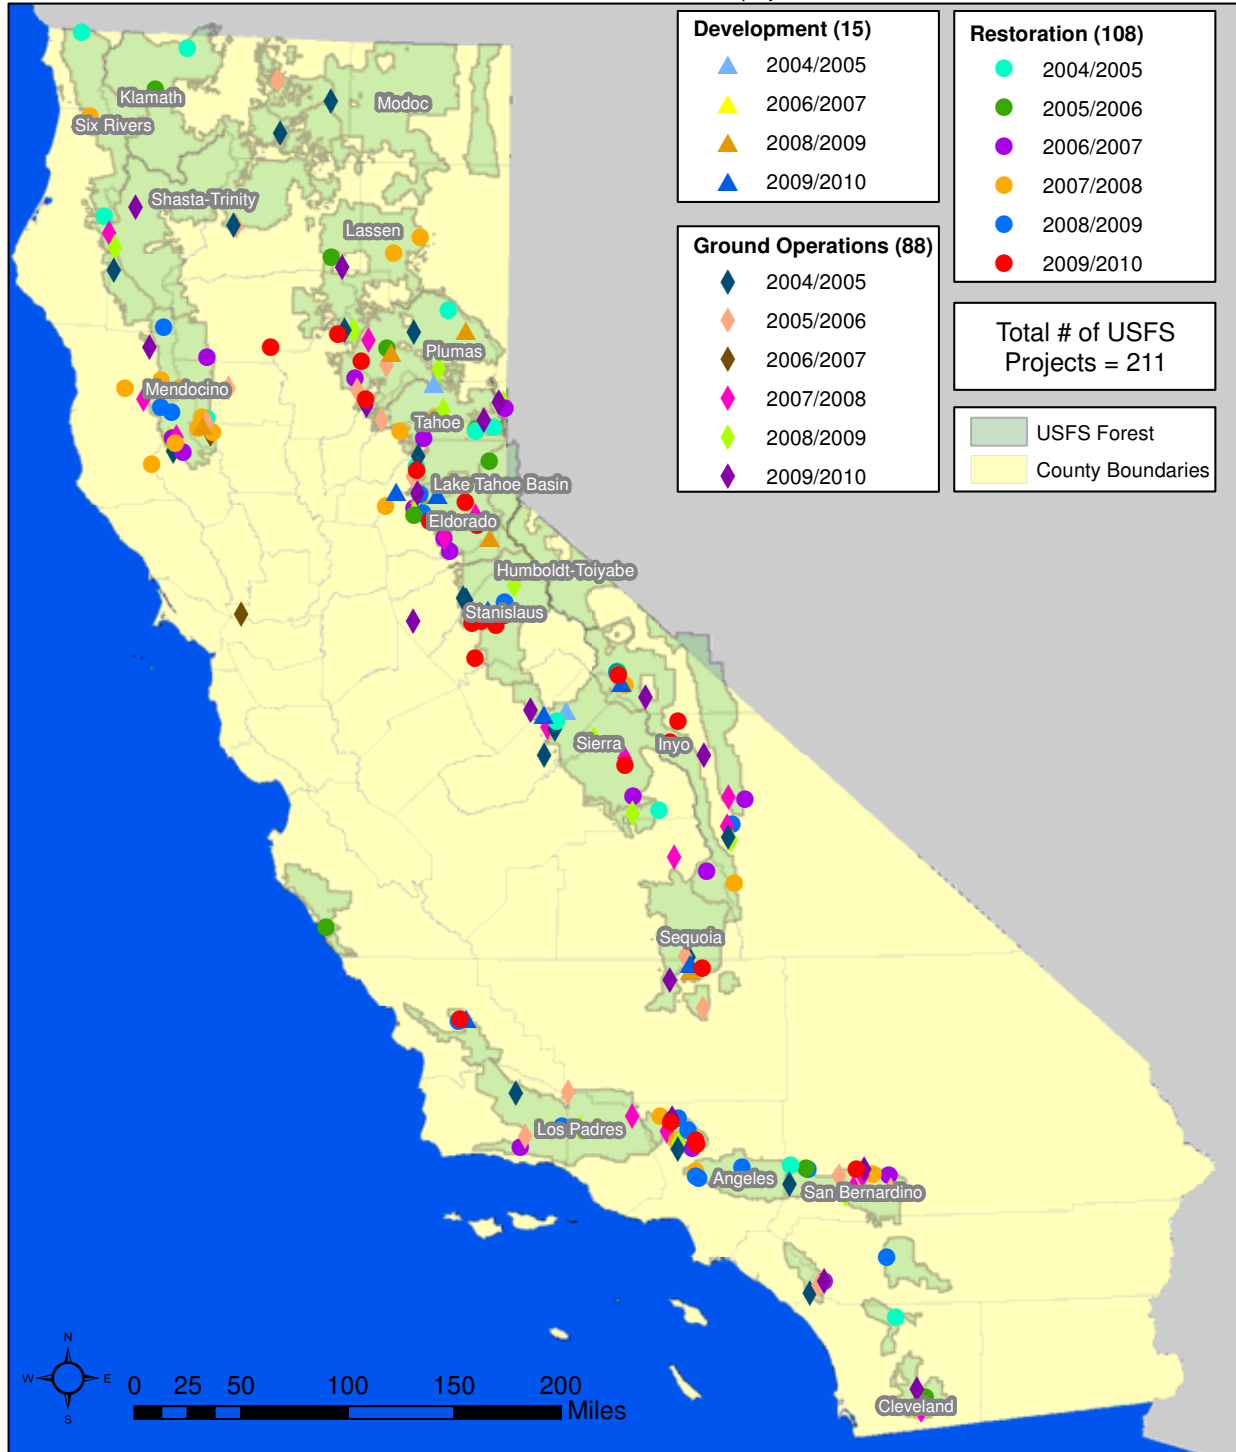 Development (15)
2004/2005
2006/2007
2008/2009
2009/2010
Restoration (108)
2004/2005
2005/2006
2006/2007
2007/2008
2008/2009
2009/2010
Ground Operations (88)
2004/2005
2005/2006
2006/2007
2007/2008
2008/2009
2009/2010
Total # of USFS
Projects = 211
USFS Forest
County Boundaries
Klamath
Modoc
Six Rivers
Shasta-Trinity
Lassen
Plumas
Mendocino
Tahoe
Lake Tahoe Basin
Eldorado
Humboldt-Toiyabe
Stanislaus
Sierra
Inyo
Sequoia
Los Padres
Angeles
San Bernardino
Cleveland
N
W E
S
0 25 50 100 150 200
Miles